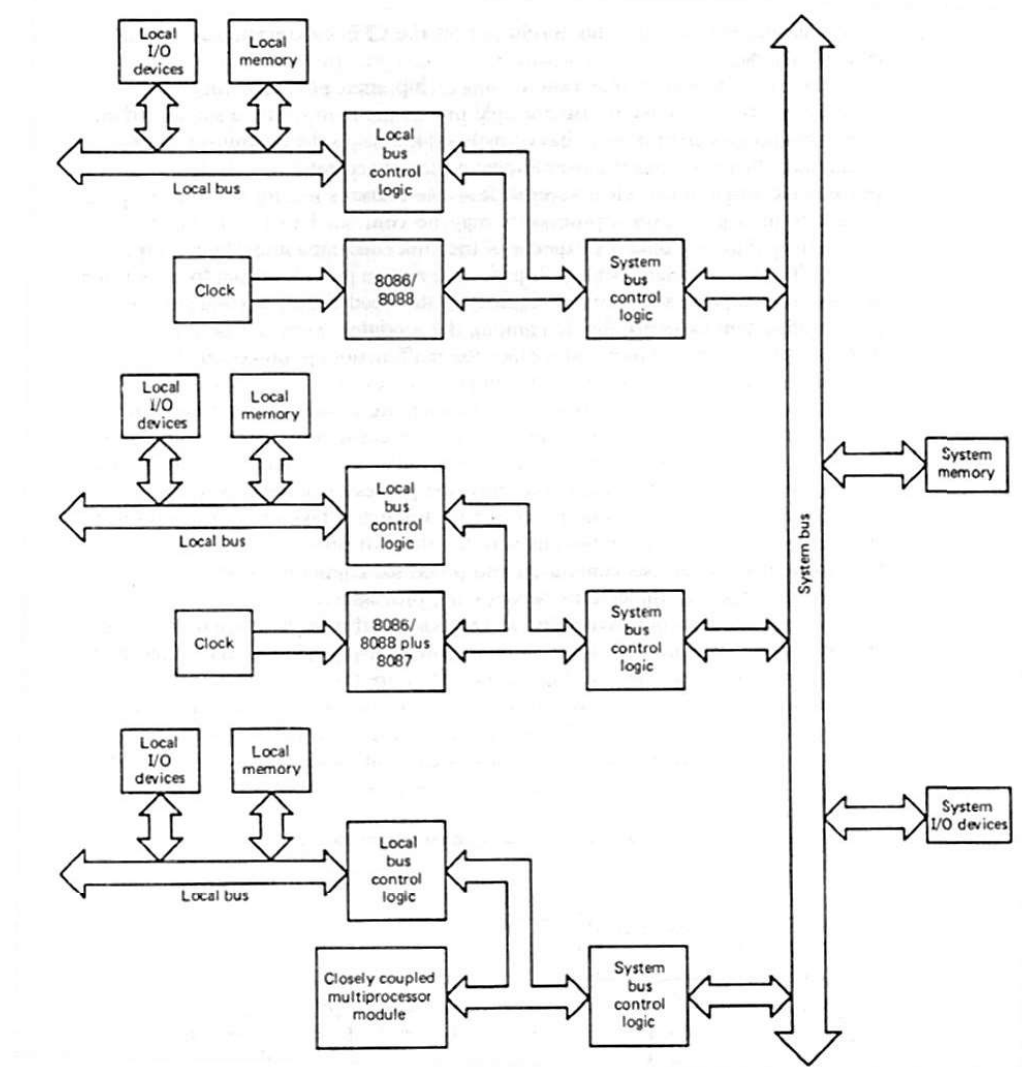 Local
I/O
devices
Local
memory
Local
bus
control
logic
Local bus
Clock
8086/
8088
System
bus
control
logic
Local
I/O
devices
Local
memory
Local
bus
control
logic
Local bus
System
memory
System bus
Clock
8086/
8088 plus
8087
System
bus
control
logic
Local
I/O
devices
Local
memory
System
I/O devices
Local
bus
control
logic
Local bus
Closely coupled
multiprocessor
module
System
bus
control
logic